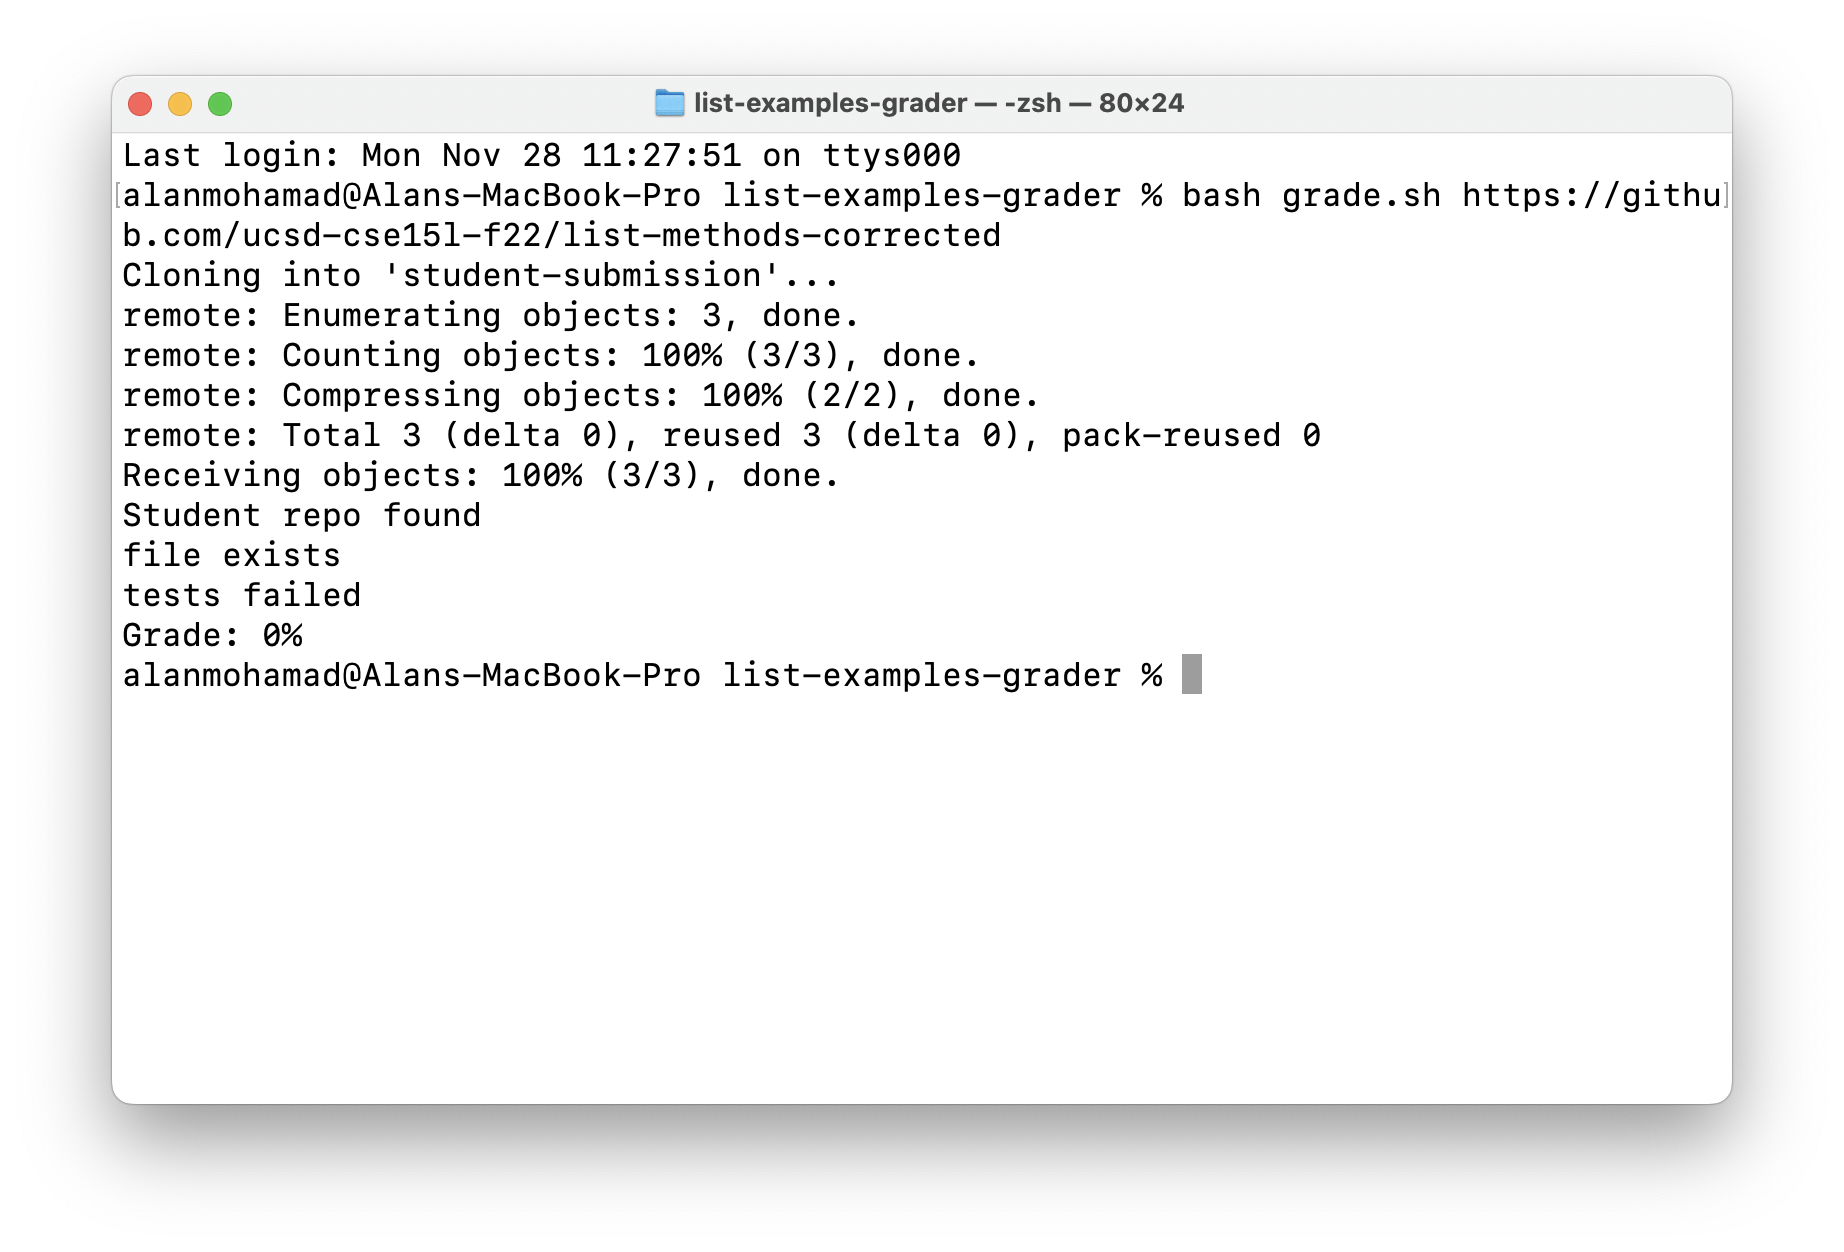 list-examples-grader — -zsh — 80×24
Last login: Mon Nov 28 11:27:51 on ttys000
[alanmohamad@Alans-MacBook-Pro list-examples-grader % bash grade.sh https://githu]
b.com/ucsd-cse15l-f22/list-methods-corrected
Cloning into 'student-submission'...
remote: Enumerating objects: 3, done.
remote: Counting objects: 100% (3/3), done.
remote: Compressing objects: 100% (2/2), done.
remote: Total 3 (delta 0), reused 3 (delta 0), pack-reused 0
Receiving objects: 100% (3/3), done.
Student repo found
file exists
tests failed
Grade: 0%
alanmohamad@Alans-MacBook-Pro list-examples-grader %